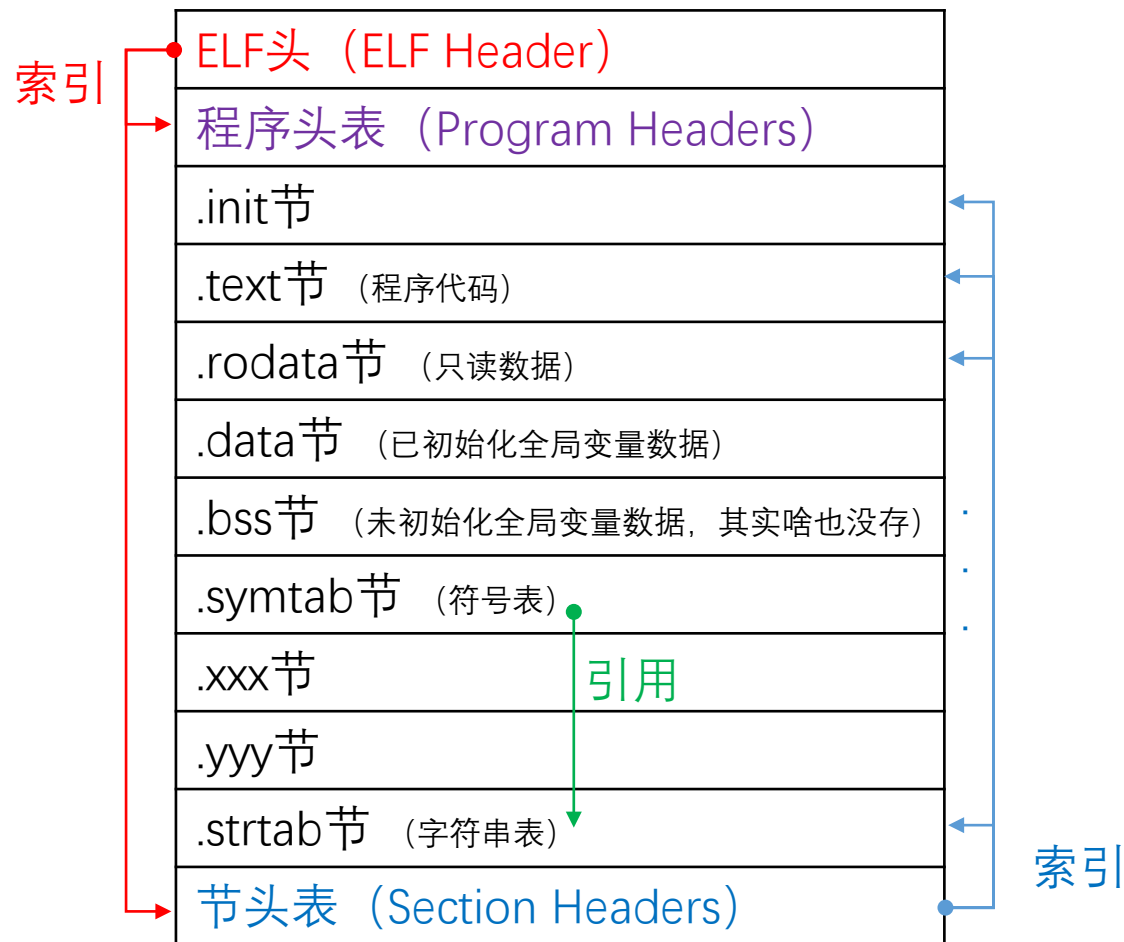 索引
ELF头（ELF Header）
程序头表（Program Headers）
.init节
.text节 （程序代码）
.rodata节 （只读数据）
.data节 （已初始化全局变量数据）
.bss节 （未初始化全局变量数据，其实啥也没存）
.symtab节 （符号表）
.xxx节
引用
.yyy节
.strtab节 （字符串表）
索引
节头表（Section Headers）